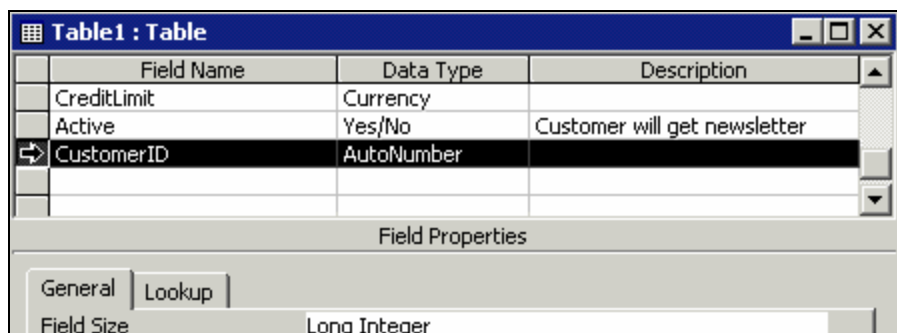 Table1 : Table
Field Name Data Type Description
CreditLimit Currency
Active Yes/No Customer will get newsletter
CustomerID AutoNumber
Field Properties
General Lookup
Field Size Long Integer